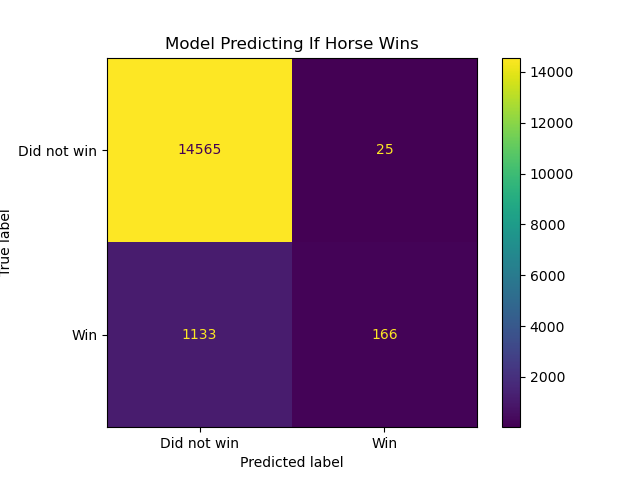 Model Predicting If Horse Wins
Did not win
14565
25
Win
1133
166
Did not win
Win
Predicted label
True label
14000
12000
10000
8000
6000
4000
2000